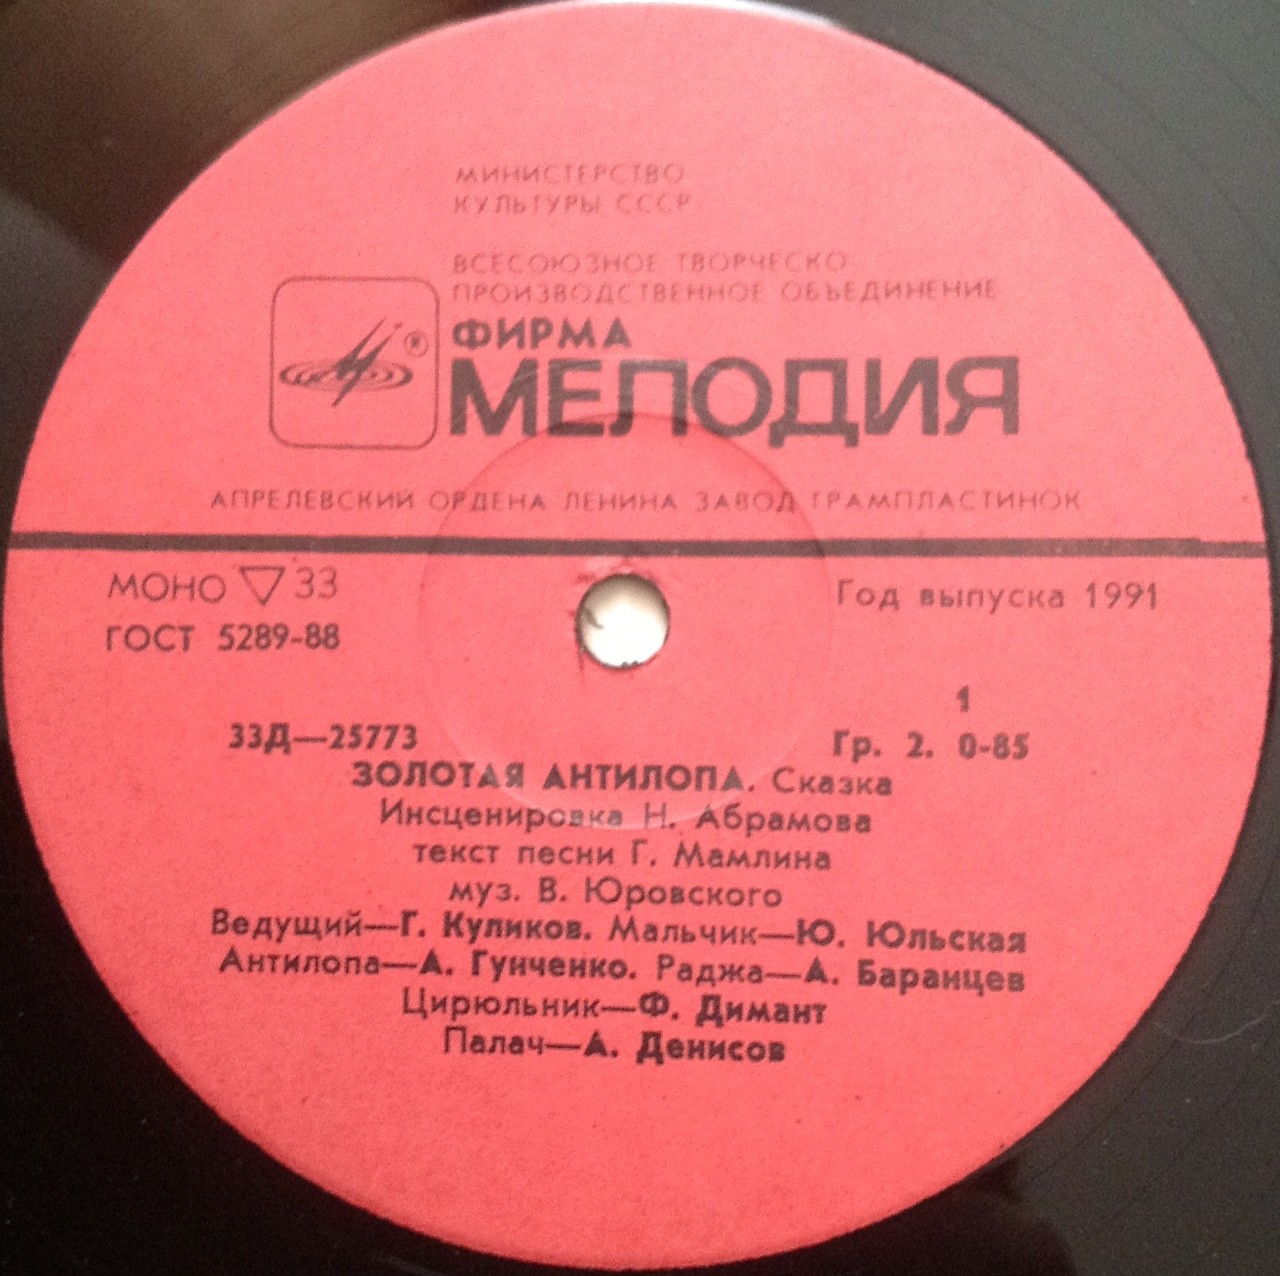 МИНИСТЕРСТВО
КУЛЬТУРЫ СССР
ВСЕСОЮЗНОЕ ТВОРЧЕСКО
ПРОИЗВОДСТВЕННОЕ ОБЪЕДИНЕНИЕ
®
ФИРМА
МЕЛОДИЯ
АПРЕЛЕВСКИЙ ОРДЕНА ЛЕНИНА ЗАВОД ГРАМПЛАСТИНОК
МОНО ▽ 33
Год выпуска 1991
ГОСТ 5289-88
1
33Д—25773
Гр. 2. 0-85
ЗОЛОТАЯ АНТИЛОПА. Сказка
Инсценировка Н. Абрамова
текст песни Г. Мамлина
муз. В. Юровского
Ведущий—Г. Куликов. Мальчик—Ю. Юльская
Антилопа—А. Гунченко. Раджа—А. Баранцев
Цирюльник—Ф. Димант
Палач—А. Денисов